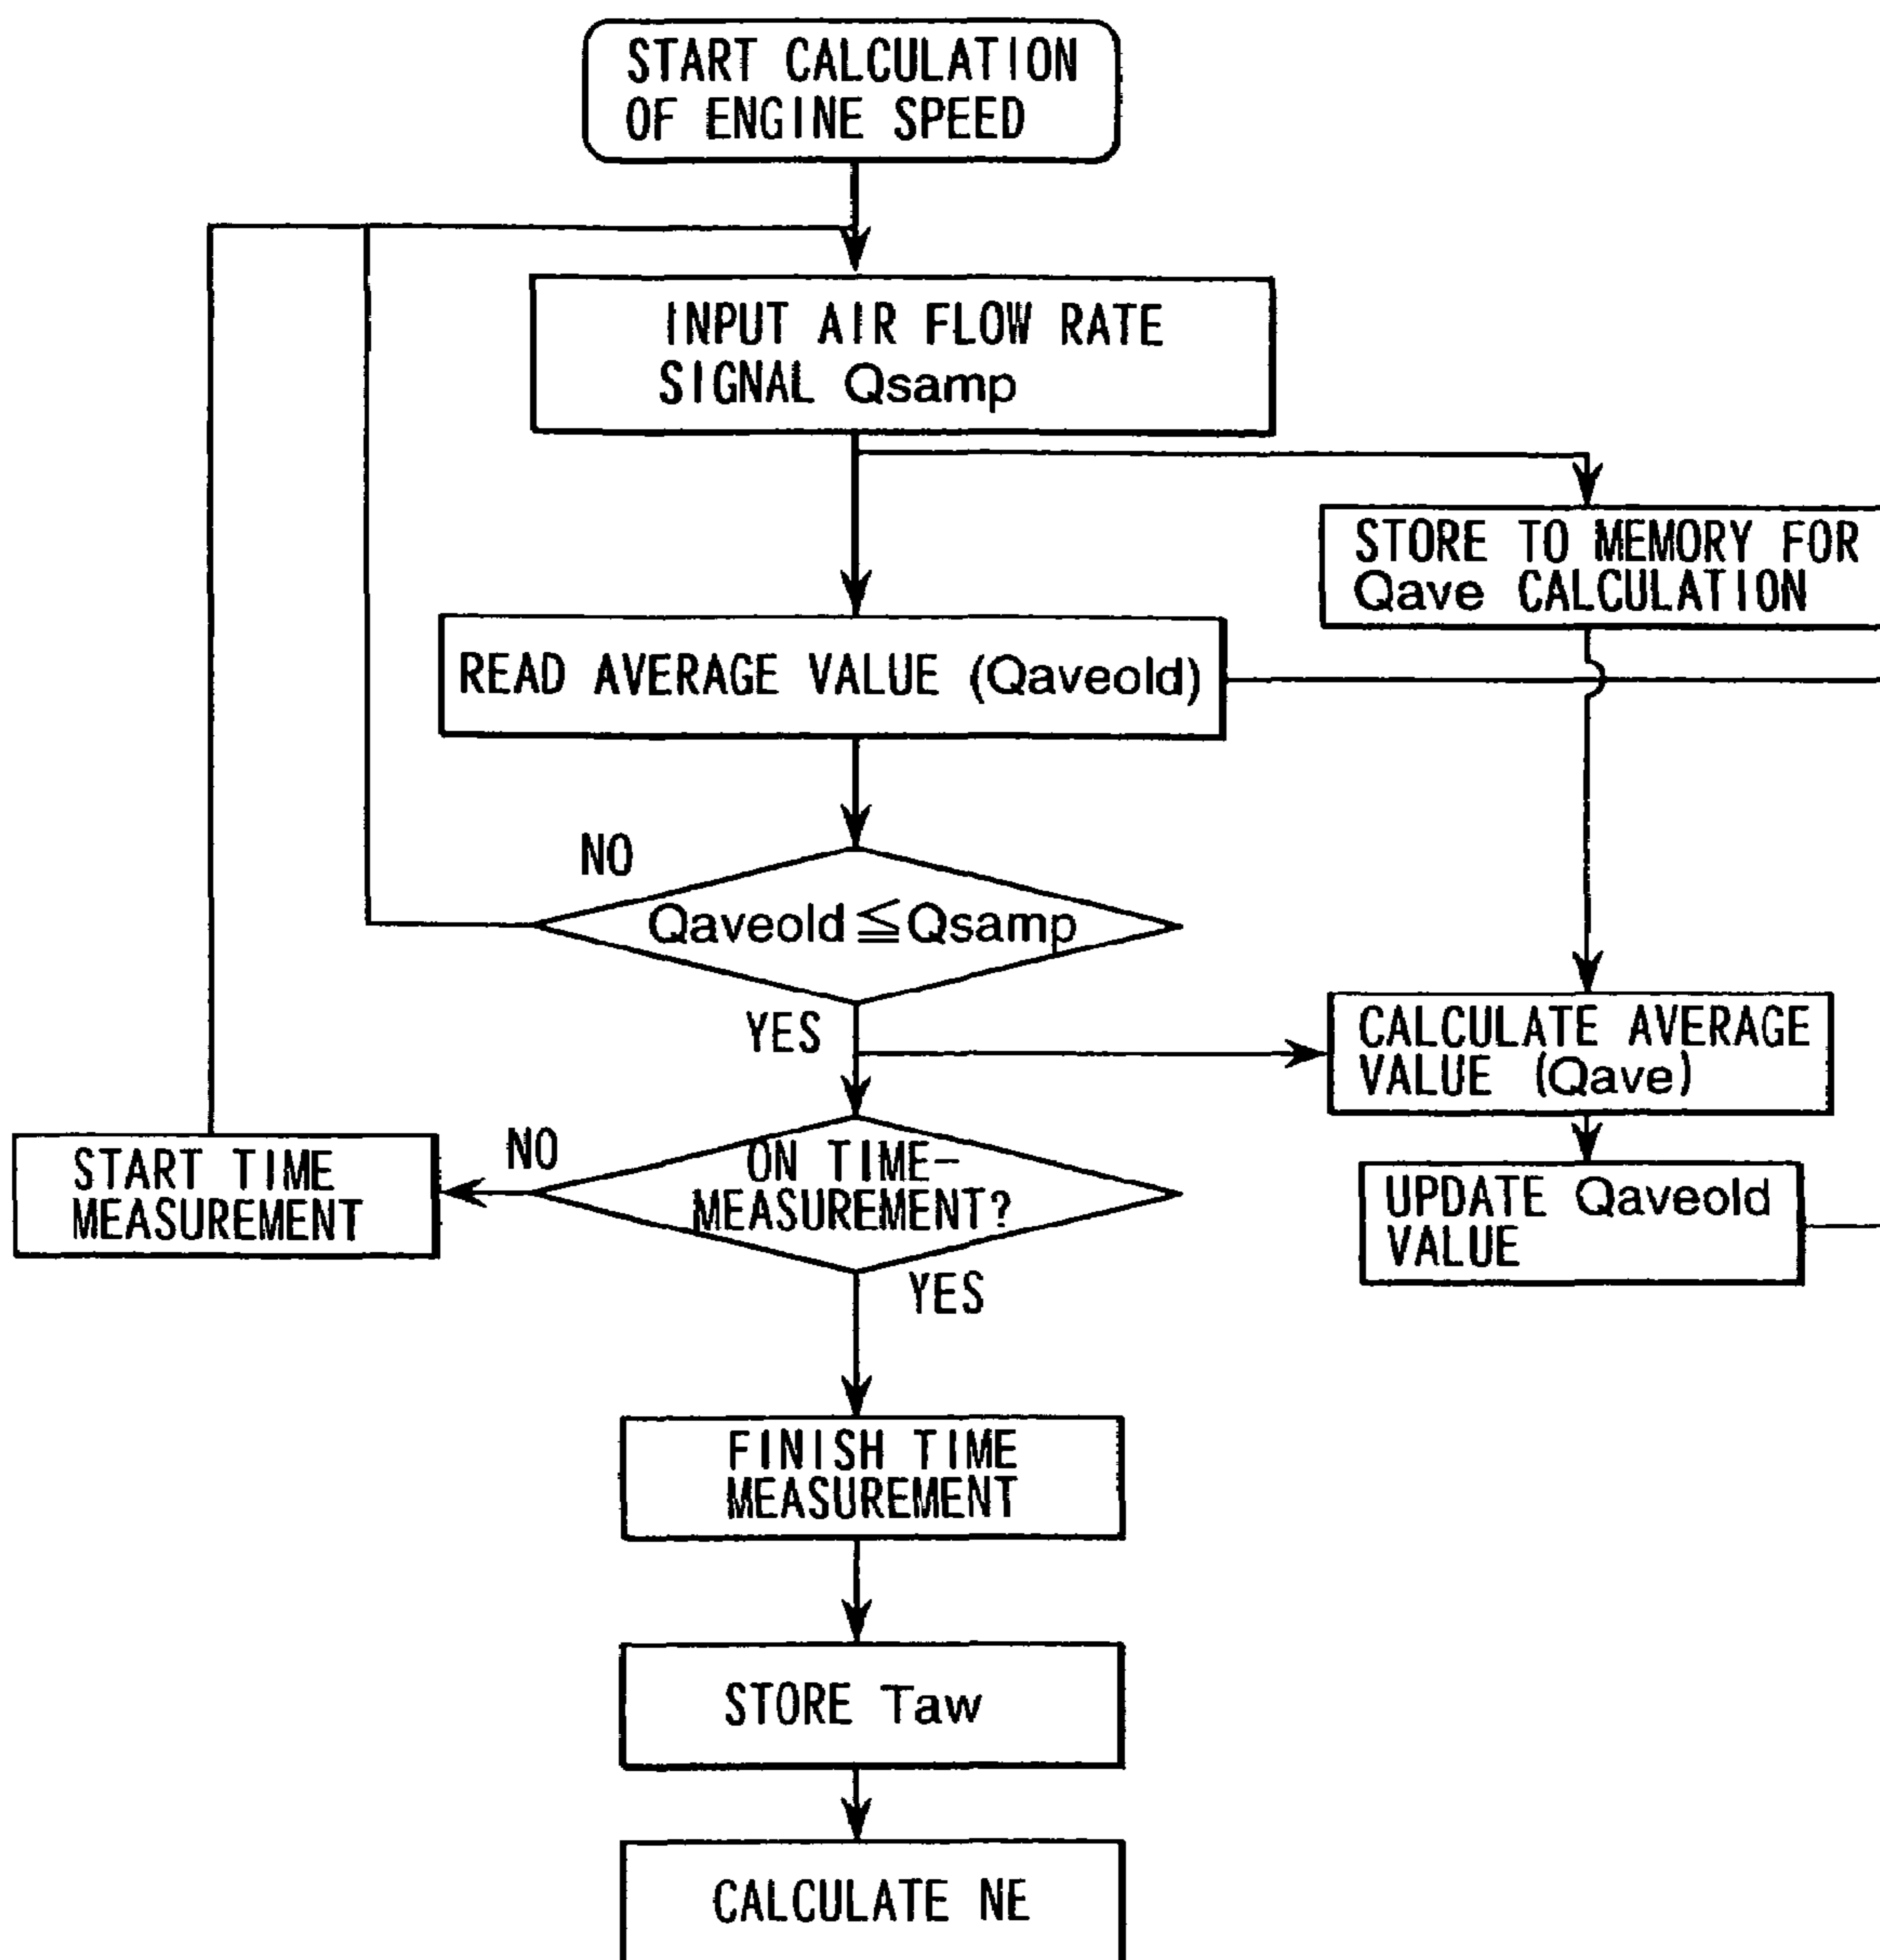 START CALCULATION
OF ENGINE SPEED
INPUT AIR FLOW RATE
SIGNAL Qsamp
STORE TO MEMORY FOR
Qave CALCULATION
READ AVERAGE VALUE (Qaveold)
NO
Qaveold≦Qsamp
YES
CALCULATE AVERAGE
VALUE (Qave)
START TIME
MEASUREMENT
NO
ON TIME-
MEASUREMENT?
UPDATE Qaveold
VALUE
YES
FINISH TIME
MEASUREMENT
STORE Taw
CALCULATE NE